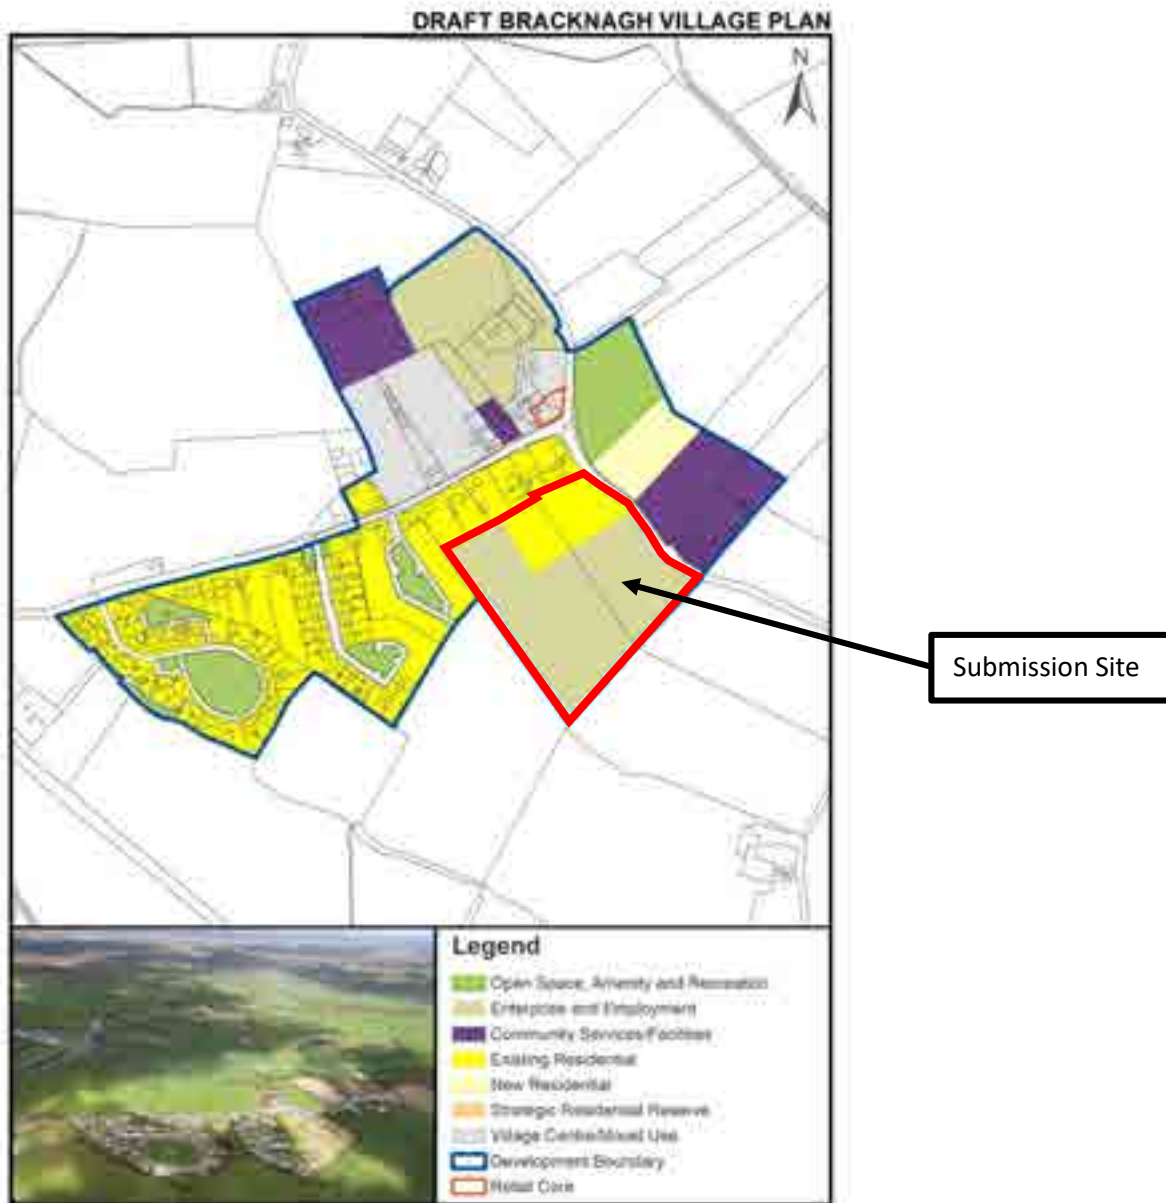 DRAFT BRACKNAGH VILLAGE PLAN
N
Submission Site
Legend
Open Space, Amenity and Recreation
Enterprise and Employment
Community Services/Facilities
Existing Residential
New Residential
Strategic Residential Reserve
Village Centre/Mixed Use
Development Boundary
Retail Core